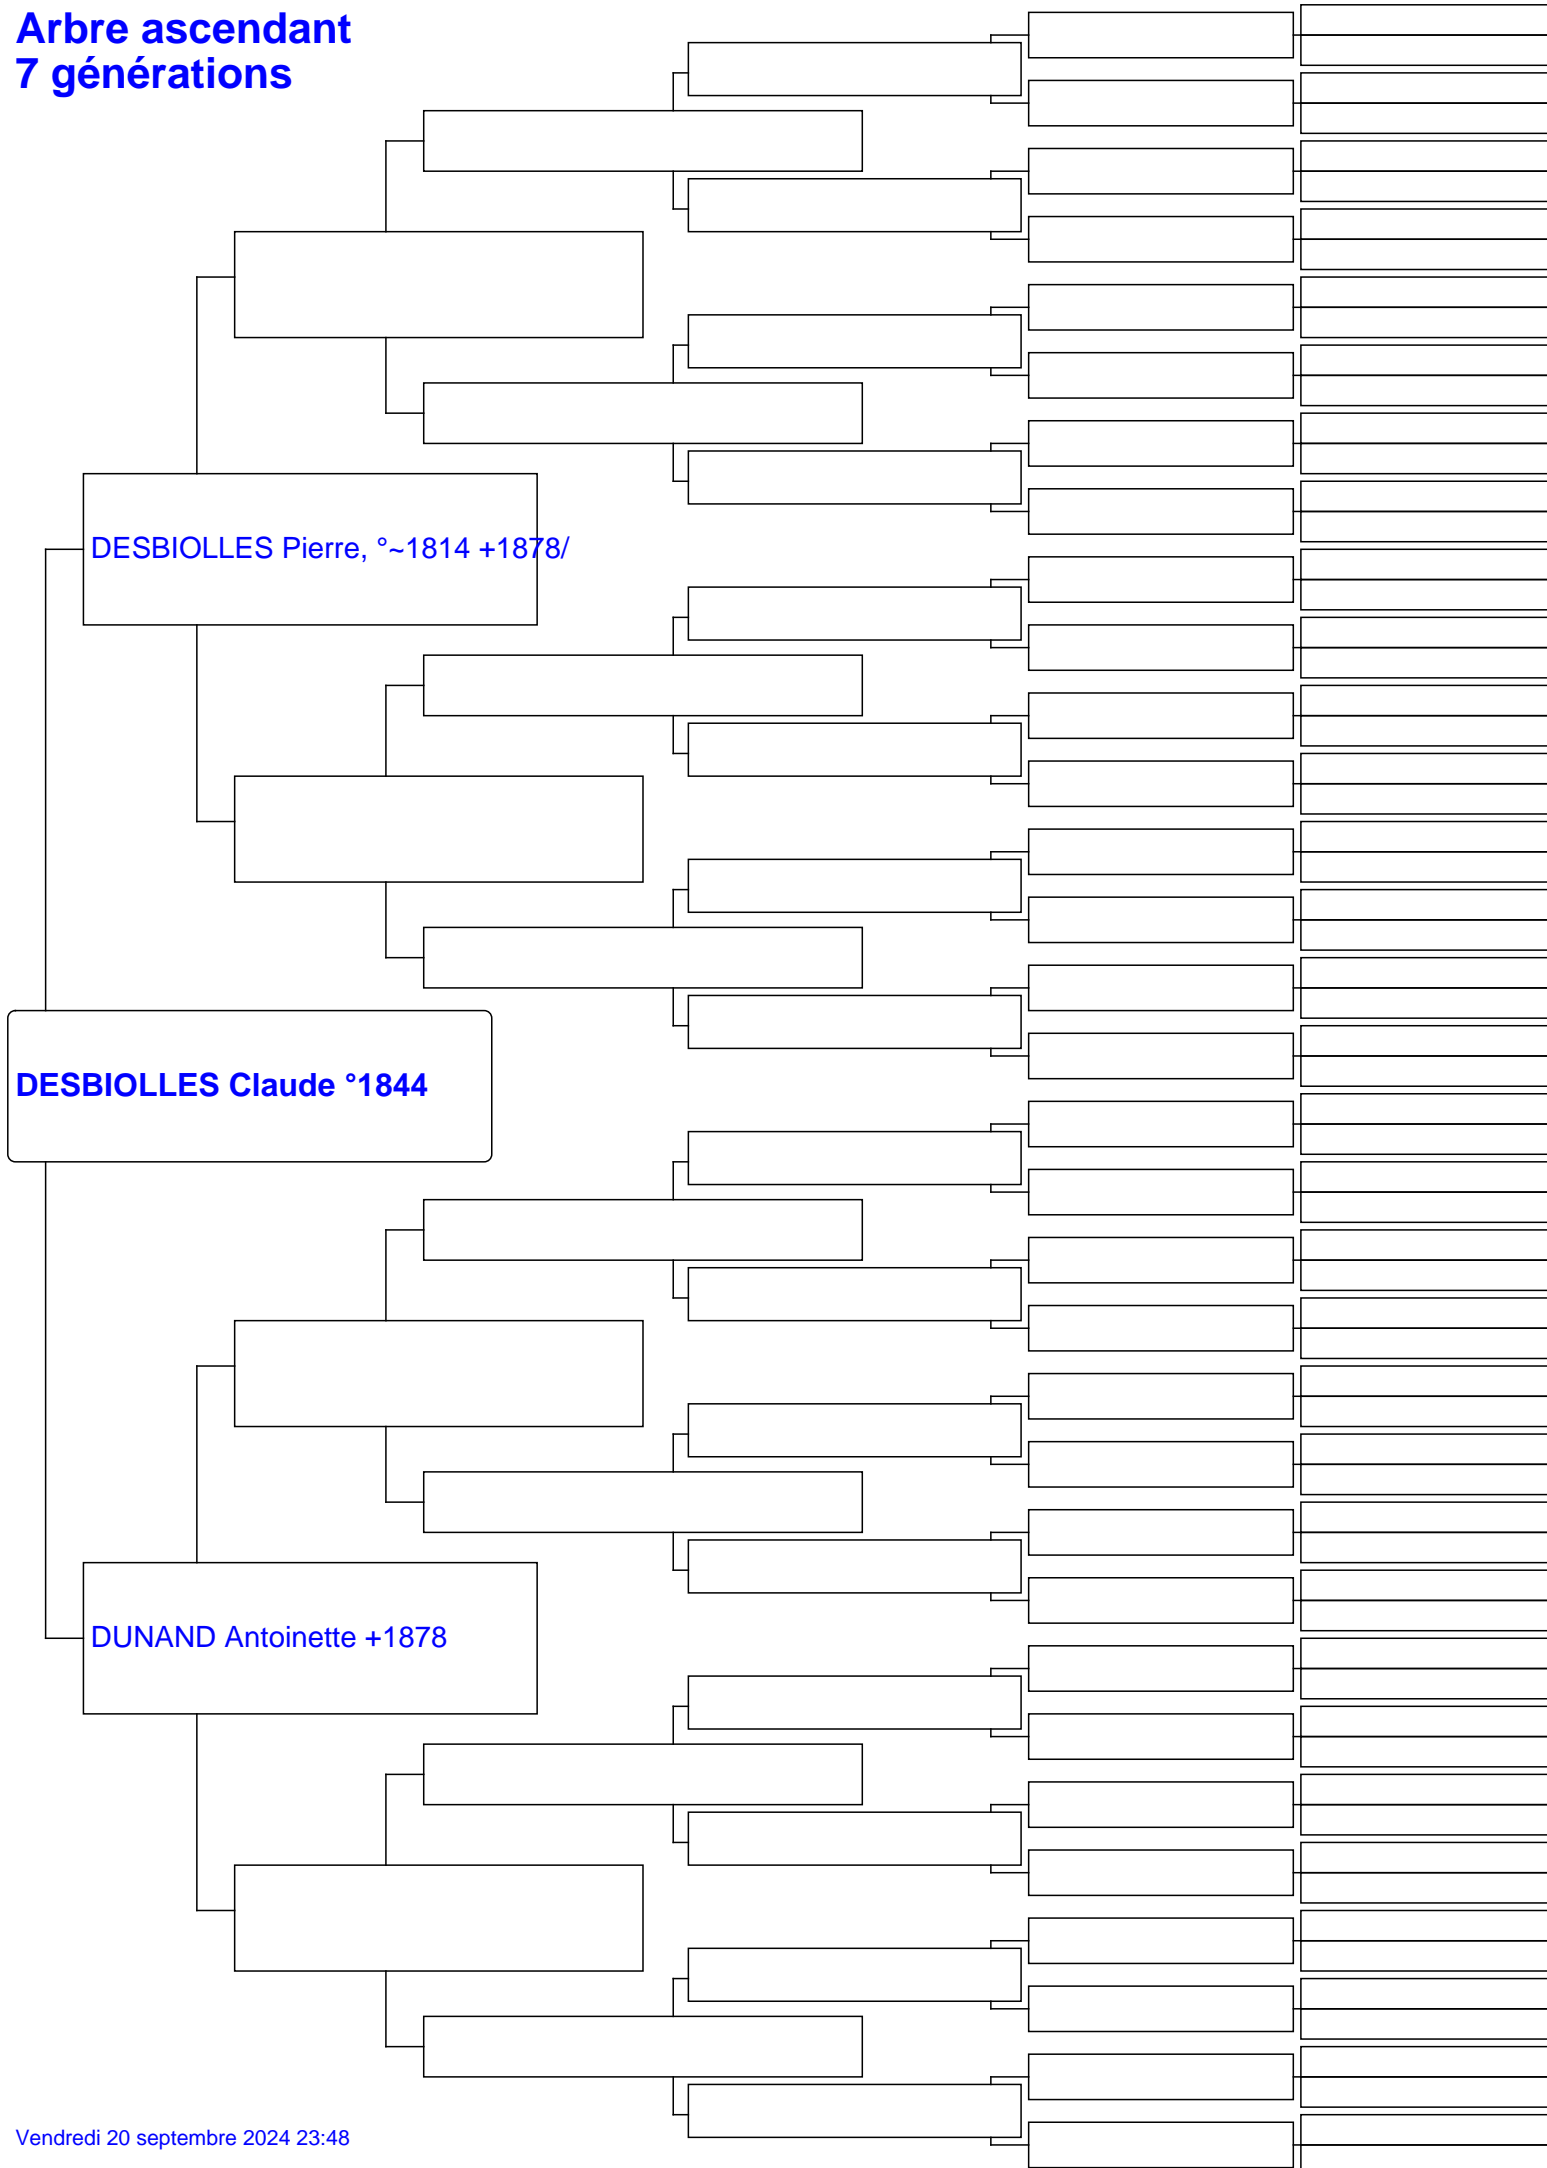 Arbre ascendant
7 générations
DESBIOLLES Pierre, °~1814 +1878/
DESBIOLLES Claude °1844
DUNAND Antoinette +1878
Vendredi 20 septembre 2024 23:48